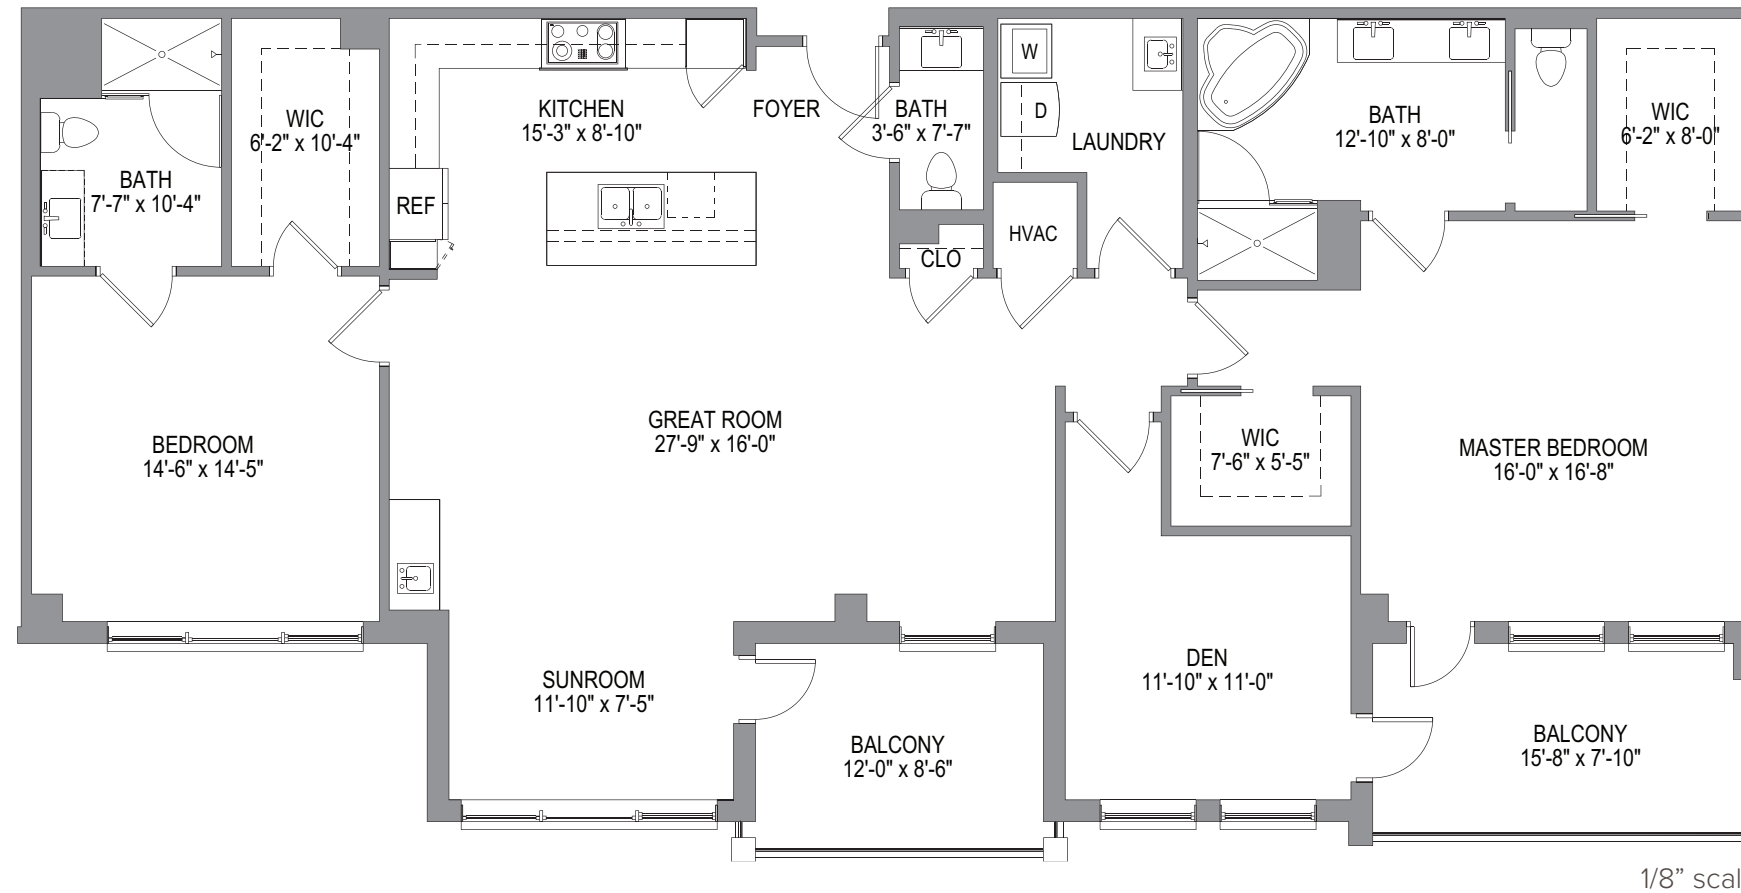 WIC
6'-2" x 10'-4"
KITCHEN
15'-3" x 8'-10"
FOYER
BATH
3'-6" x 7'-7"
W
D
LAUNDRY
BATH
12'-10" x 8'-0"
WIC
6'-2" x 8'-0"
BATH
7'-7" x 10'-4"
REF
HVAC
CLO
BEDROOM
14'-6" x 14'-5"
GREAT ROOM
27'-9" x 16'-0"
WIC
7'-6" x 5'-5"
MASTER BEDROOM
16'-0" x 16'-8"
SUNROOM
11'-10" x 7'-5"
DEN
11'-10" x 11'-0"
BALCONY
12'-0" x 8'-6"
BALCONY
15'-8" x 7'-10"
1/8” scal